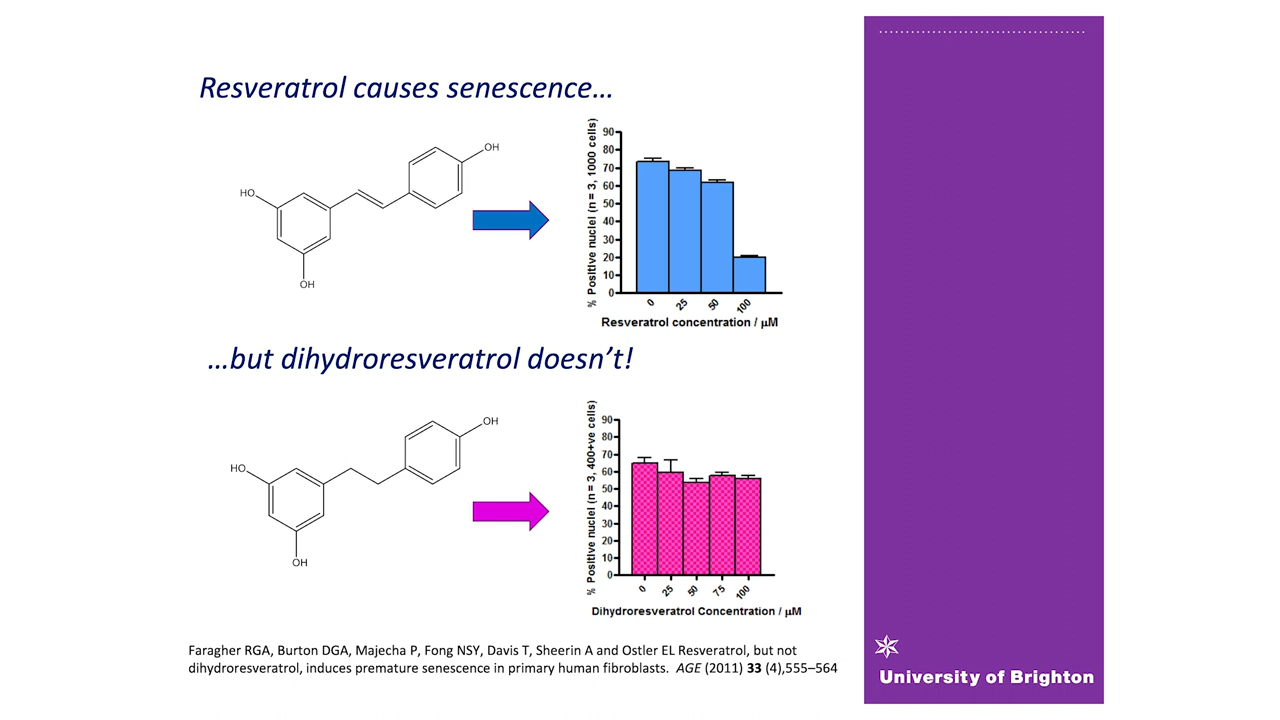 Resveratrol causes senescence…
OH
HO
OH
% Positive nuclei (n = 3, 1000 cells)
90
80
70
60
50
40
30
20
10
0
0 25 50 100
Resveratrol concentration / µM
…but dihydroresveratrol doesn’t!
OH
HO
OH
% Positive nuclei (n = 3, 400+ve cells)
90
80
70
60
50
40
30
20
10
0
0 25 50 75 100
Dihydroresveratrol Concentration / µM
Faragher RGA, Burton DGA, Majecha P, Fong NSY, Davis T, Sheerin A and Ostler EL Resveratrol, but not
dihydroresveratrol, induces premature senescence in primary human fibroblasts. AGE (2011) 33 (4),555–564
University of Brighton